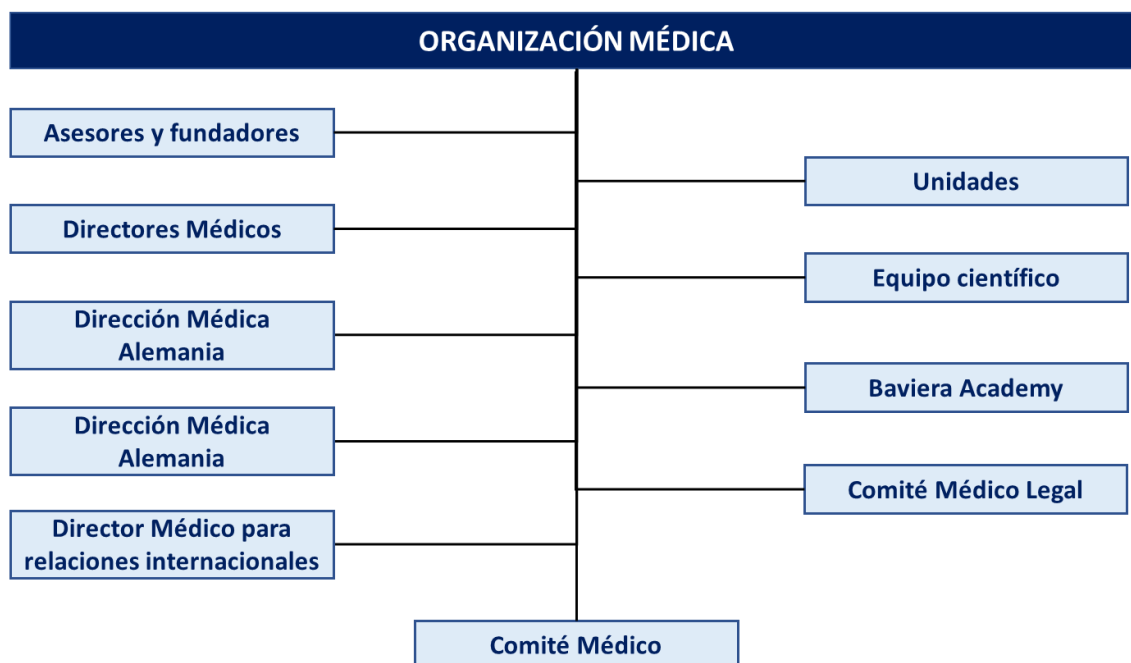 ORGANIZACIÓN MÉDICA
Asesores y fundadores
Directores Médicos
Dirección Médica
Alemania
Dirección Médica
Alemania
Director Médico para
relaciones internacionales
Unidades
Equipo científico
Baviera Academy
Comité Médico Legal
Comité Médico